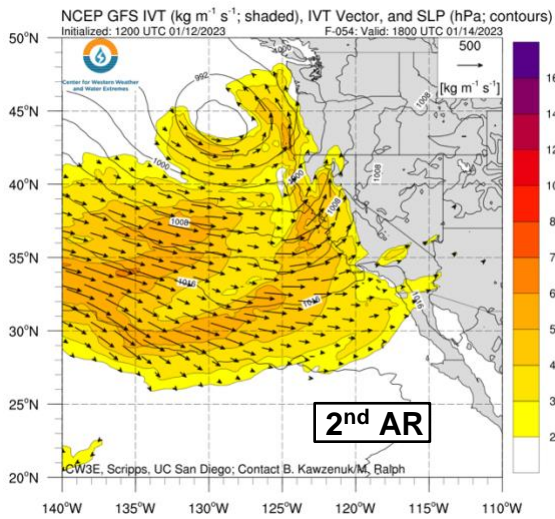 NCEP GFS IVT (kg m⁻¹ s⁻¹; shaded), IVT Vector, and SLP (hPa; contours)
Initialized: 1200 UTC 01/12/2023 F-054: Valid: 1800 UTC 01/14/2023
50°N
45°N
40°N
35°N
30°N
25°N
20°N
Center for Western Weather
and Water Extremes
500
[kg m⁻¹ s⁻¹]
992
1008
1000
1008
1008
1008
1016
1016
1016
2nd AR
CW3E, Scripps, UC San Diego; Contact B. Kawzenuk/M. Ralph
140°W 135°W 130°W 125°W 120°W 115°W 110°W